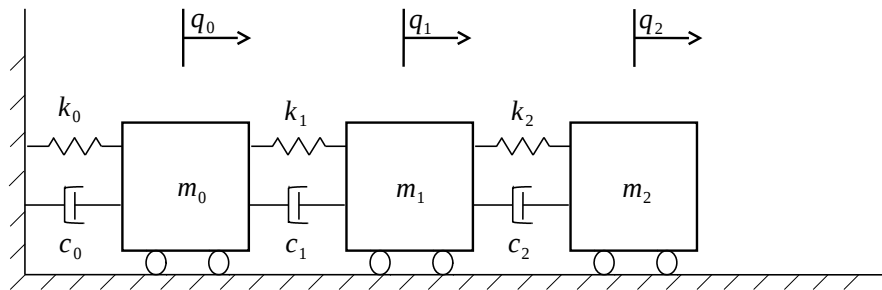 q₀ q₁ q₂
k₀ k₁ k₂
m₀ m₁ m₂
c₀ c₁ c₂